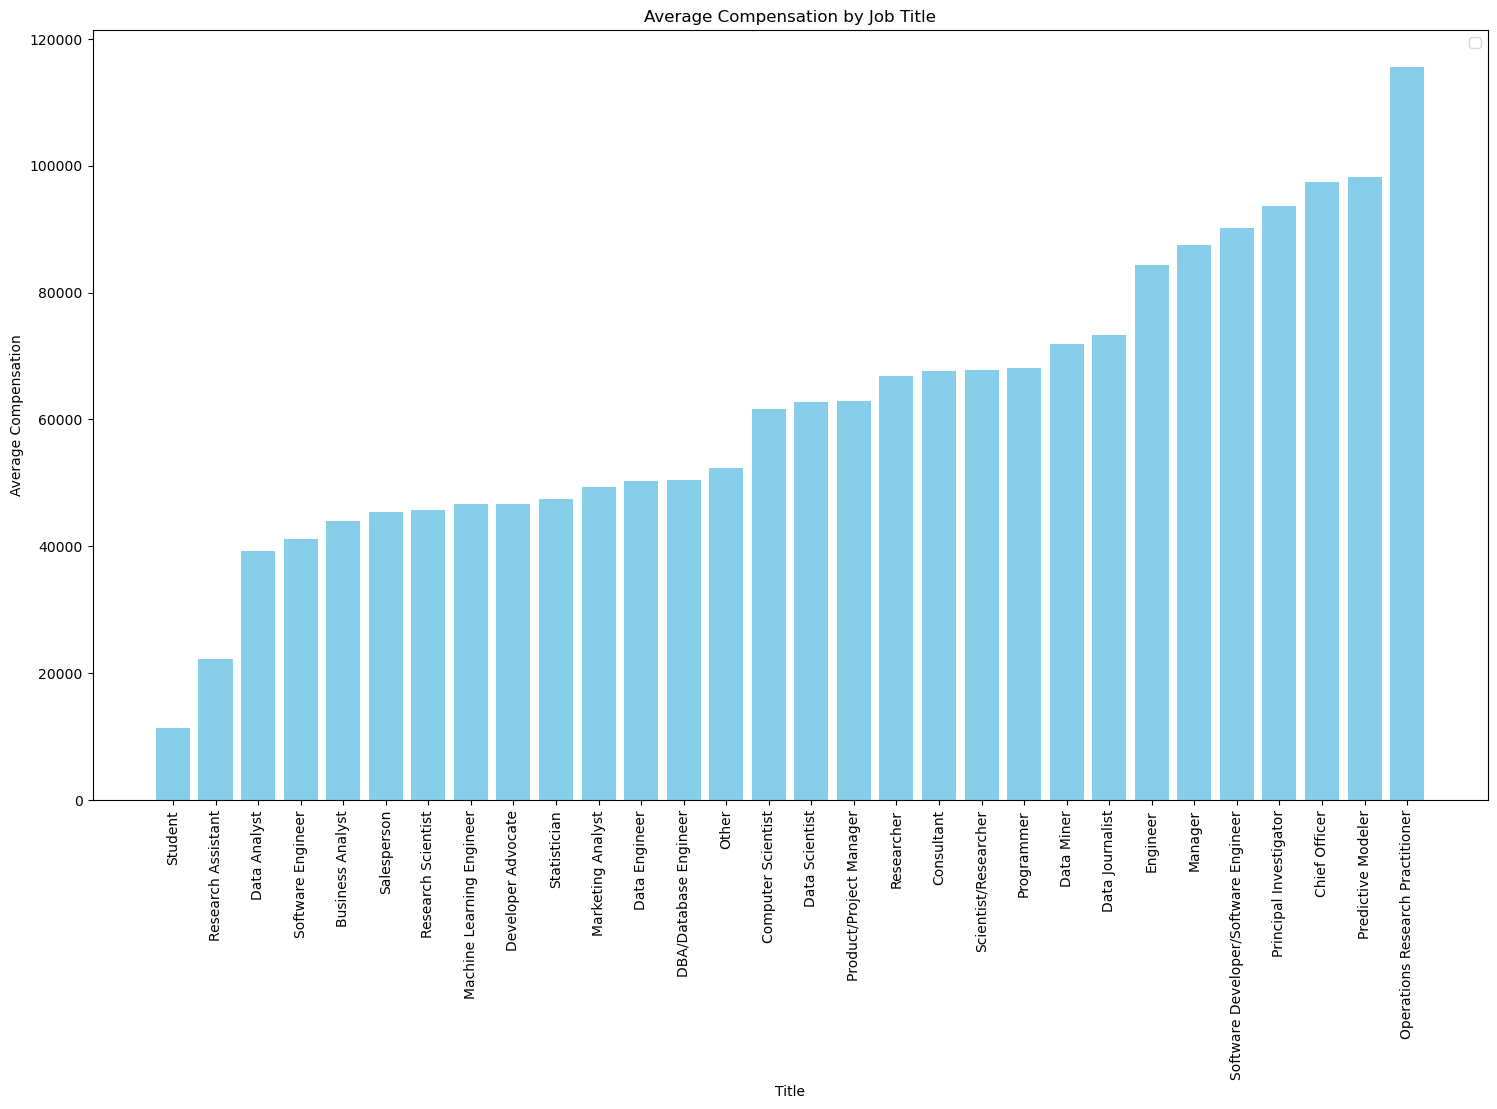 Average Compensation by Job Title
120000
100000
80000
60000
40000
20000
0
Average Compensation
Student
Research Assistant
Data Analyst
Software Engineer
Business Analyst
Salesperson
Research Scientist
Machine Learning Engineer
Developer Advocate
Statistician
Marketing Analyst
Data Engineer
DBA/Database Engineer
Other
Computer Scientist
Data Scientist
Product/Project Manager
Researcher
Consultant
Scientist/Researcher
Programmer
Data Miner
Data Journalist
Engineer
Manager
Software Developer/Software Engineer
Principal Investigator
Chief Officer
Predictive Modeler
Operations Research Practitioner
Title